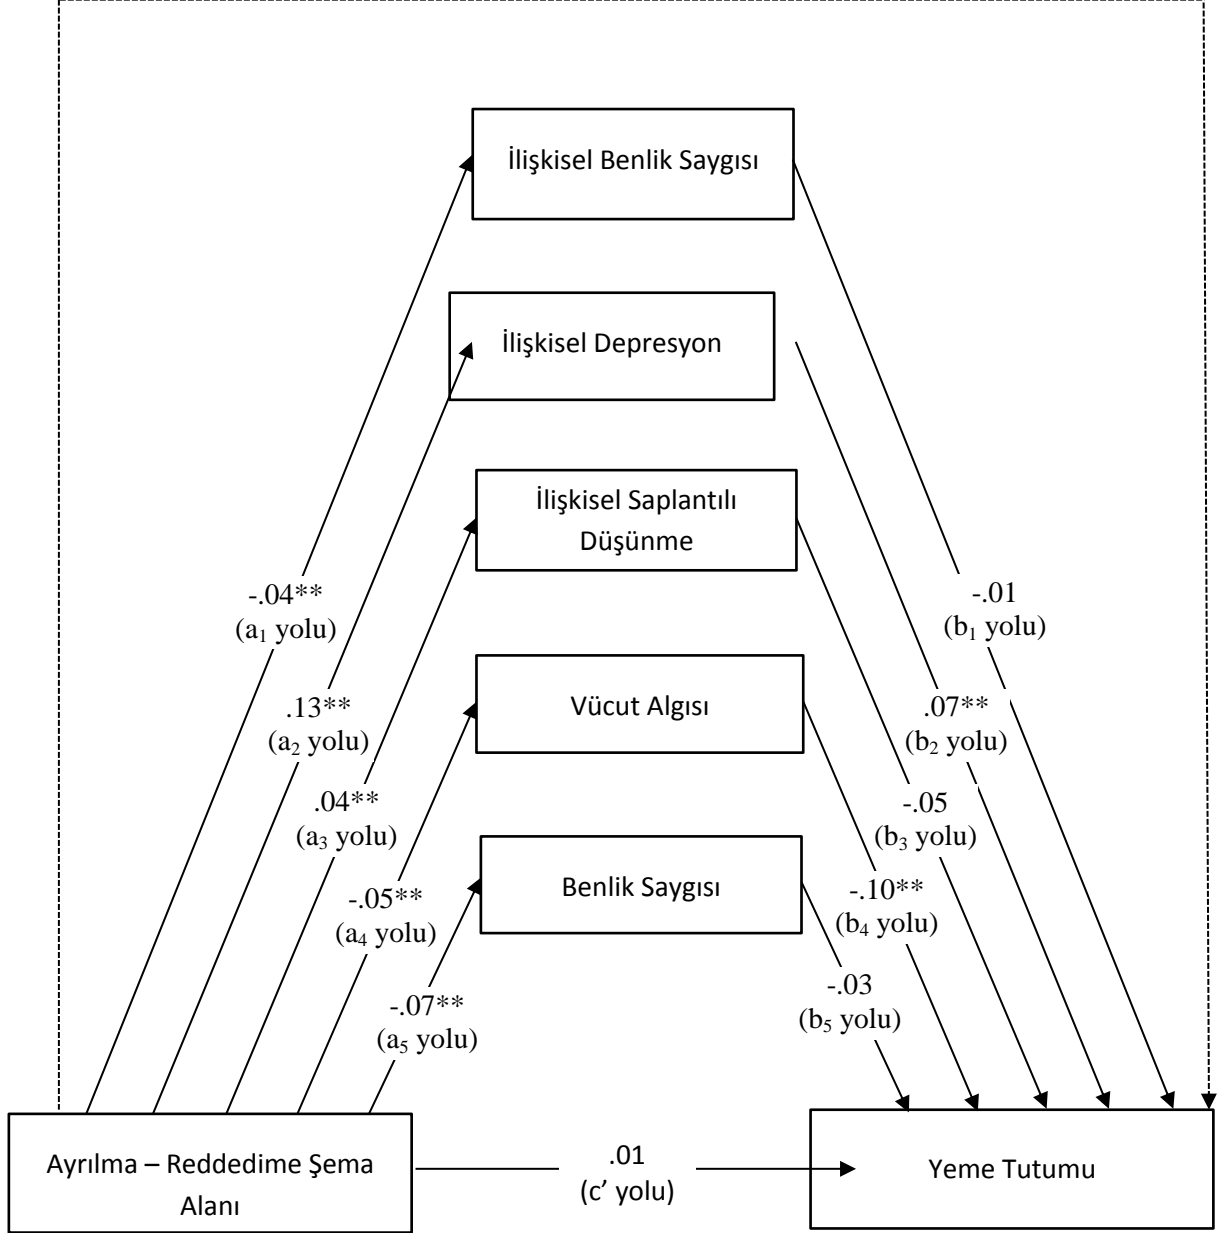 İlişkisel Benlik Saygısı
İlişkisel Depresyon
İlişkisel Saplantılı
Düşünme
-.04**
(a₁ yolu)
-.01
(b₁ yolu)
Vücut Algısı
.13**
(a₂ yolu)
.07**
(b₂ yolu)
.04**
(a₃ yolu)
-.05
(b₃ yolu)
Benlik Saygısı
-.05**
(a₄ yolu)
-.10**
(b₄ yolu)
-.07**
(a₅ yolu)
-.03
(b₅ yolu)
Ayrılma – Reddedime Şema
Alanı
.01
(c’ yolu)
Yeme Tutumu